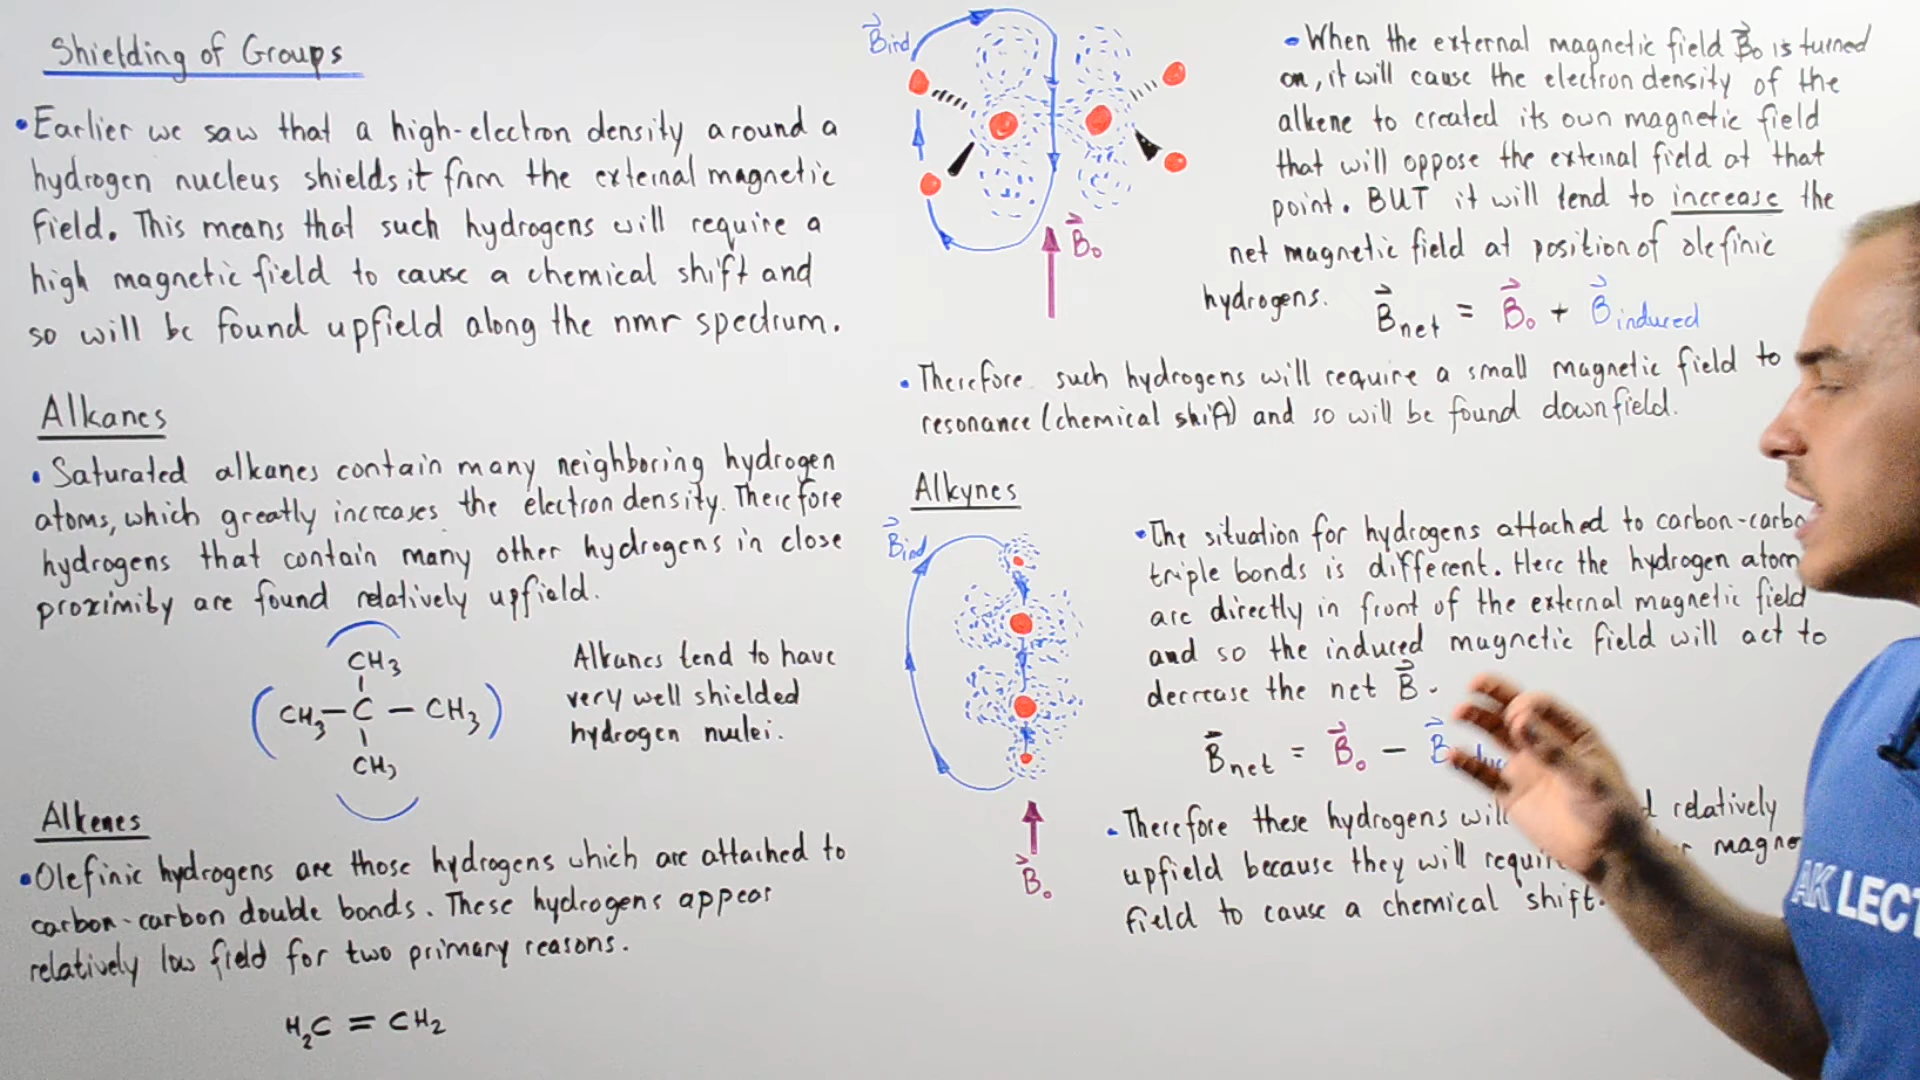 Shielding of Groups
• Earlier we saw that a high-electron density around a
hydrogen nucleus shields it from the external magnetic
field. This means that such hydrogens will require a
high magnetic field to cause a chemical shift and
so will be found upfield along the nmr spectrum.
Alkanes
• Saturated alkanes contain many neighboring hydrogen
atoms, which greatly increases the electron density. Therefore
hydrogens that contain many other hydrogens in close
proximity are found relatively upfield.
CH3
CH3 – C – CH3
CH3
Alkanes tend to have
very well shielded
hydrogen nuclei.
Alkenes
• Olefinic hydrogens are those hydrogens which are attached to
carbon-carbon double bonds. These hydrogens appear
relatively low field for two primary reasons.
H2C = CH2
B ind
B0
• When the external magnetic field B0 is turned
on, it will cause the electron density of the
alkene to created its own magnetic field
that will oppose the external field at that
point. BUT it will tend to increase the
net magnetic field at position of olefinic
hydrogens.
Bnet = B0 + Binduced
• Therefore such hydrogens will require a small magnetic field to
resonance (chemical shift) and so will be found downfield.
Alkynes
B ind
B0
• The situation for hydrogens attached to carbon-carbo
triple bonds is different. Here the hydrogen atom
are directly in front of the external magnetic field
and so the induced magnetic field will act to
decrease the net B.
Bnet = B0 – B
• Therefore these hydrogens will relatively
upfield because they will requir magne
field to cause a chemical shift.
AK LECT